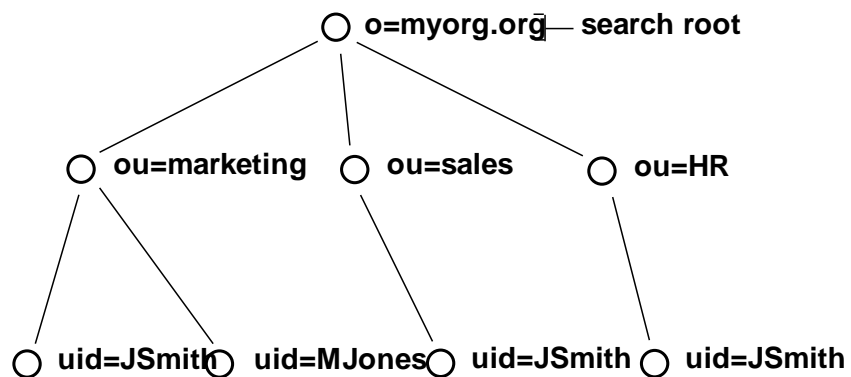 o=myorg.org search root
ou=marketing ou=sales ou=HR
uid=JSmith uid=MJones uid=JSmith uid=JSmith